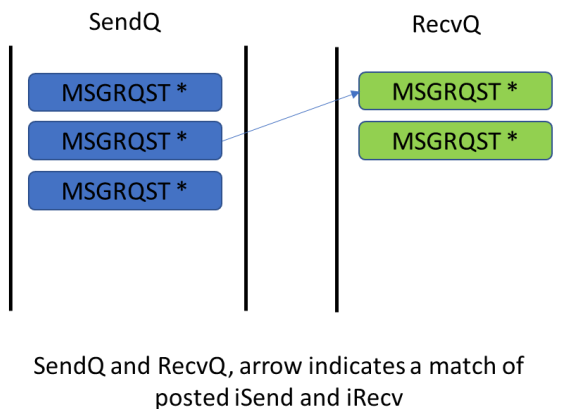 SendQ
RecvQ
MSGRQST *
MSGRQST *
MSGRQST *
MSGRQST *
MSGRQST *
SendQ and RecvQ, arrow indicates a match of
posted iSend and iRecv